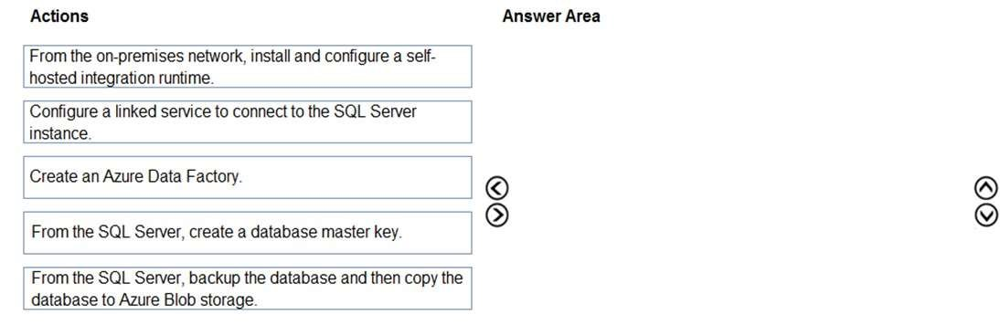 Actions
Answer Area
From the on-premises network, install and configure a self-
hosted integration runtime.
Configure a linked service to connect to the SQL Server
instance.
Create an Azure Data Factory.
From the SQL Server, create a database master key.
From the SQL Server, backup the database and then copy the
database to Azure Blob storage.